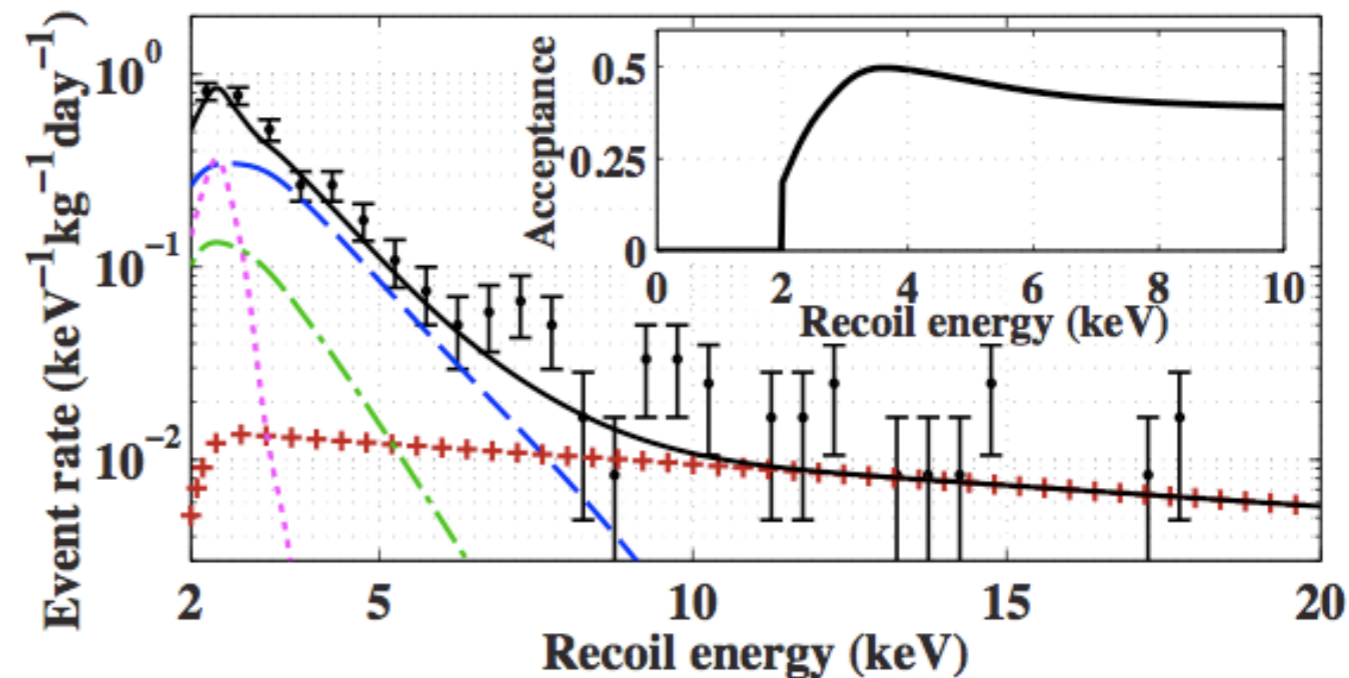 Event rate (keV⁻¹kg⁻¹day⁻¹)
10⁰
10⁻¹
10⁻²
2 5 10 15 20
Recoil energy (keV)
Acceptance
0.5
0.25
0
0 2 4 6 8 10
Recoil energy (keV)